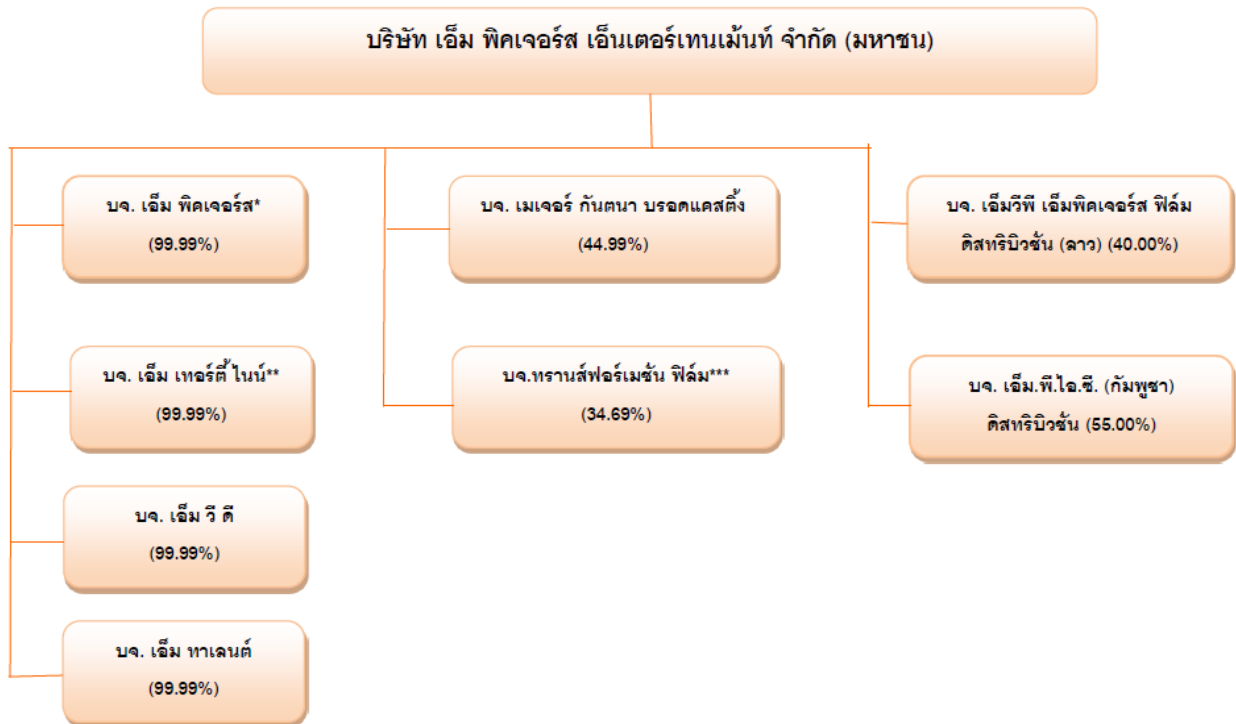 บริษัท เอ็ม พิคเจอร์ส เอ็นเตอร์เทนเม้นท์ จำกัด (มหาชน)
บจ. เอ็ม พิคเจอร์ส*
(99.99%)
บจ. เอ็ม เทอร์ตี้ ไนน์**
(99.99%)
บจ. เอ็ม วี ดี
(99.99%)
บจ. เอ็ม ทาเลนต์
(99.99%)
บจ. เมเจอร์ กันตนา บรอดแคสติ้ง
(44.99%)
บจ.ทรานส์ฟอร์เมชั่น ฟิล์ม***
(34.69%)
บจ. เอ็มวีพี เอ็มพิคเจอร์ส ฟิล์ม
ดิสทริบิวชั่น (ลาว) (40.00%)
บจ. เอ็ม.พี.ไอ.ซี. (กัมพูชา)
ดิสทริบิวชั่น (55.00%)